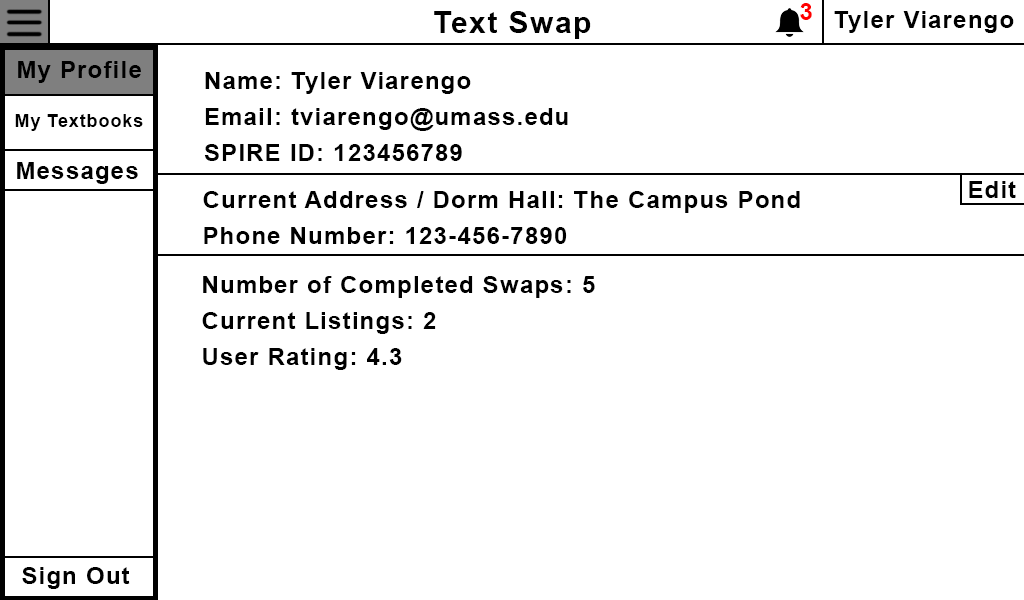 Text Swap
3
Tyler Viarengo
My Profile
My Textbooks
Messages
Sign Out
Name: Tyler Viarengo
Email: tviarengo@umass.edu
SPIRE ID: 123456789
Current Address / Dorm Hall: The Campus Pond
Edit
Phone Number: 123-456-7890
Number of Completed Swaps: 5
Current Listings: 2
User Rating: 4.3